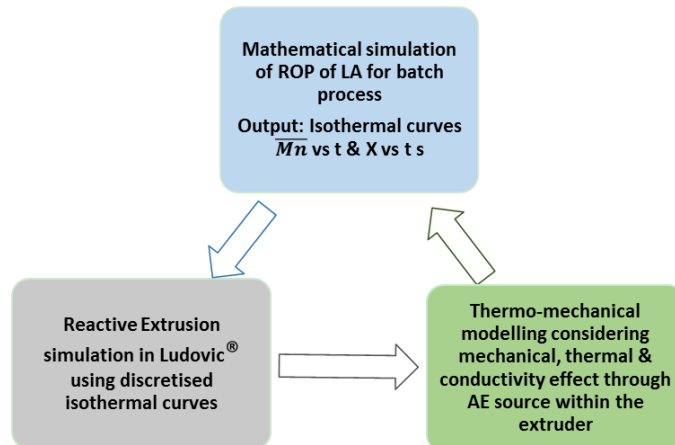 Mathematical simulation
of ROP of LA for batch
process
Output: Isothermal curves
M̅n̅ vs t & X vs t s
Reactive Extrusion
simulation in Ludovic®
using discretised
isothermal curves
Thermo-mechanical
modelling considering
mechanical, thermal &
conductivity effect through
AE source within the
extruder